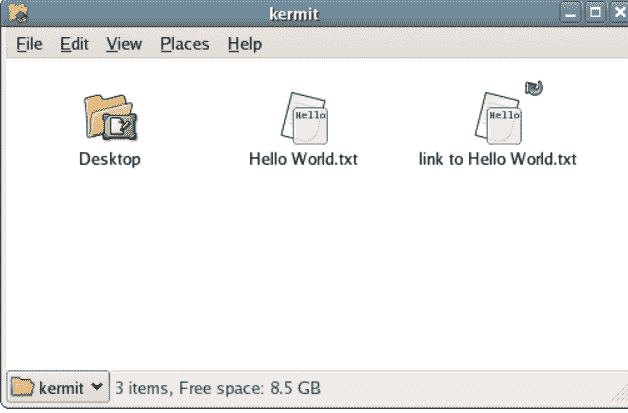 kermit
File Edit View Places Help
Hello
Hello
Desktop
Hello World.txt
link to Hello World.txt
kermit
3 items, Free space: 8.5 GB